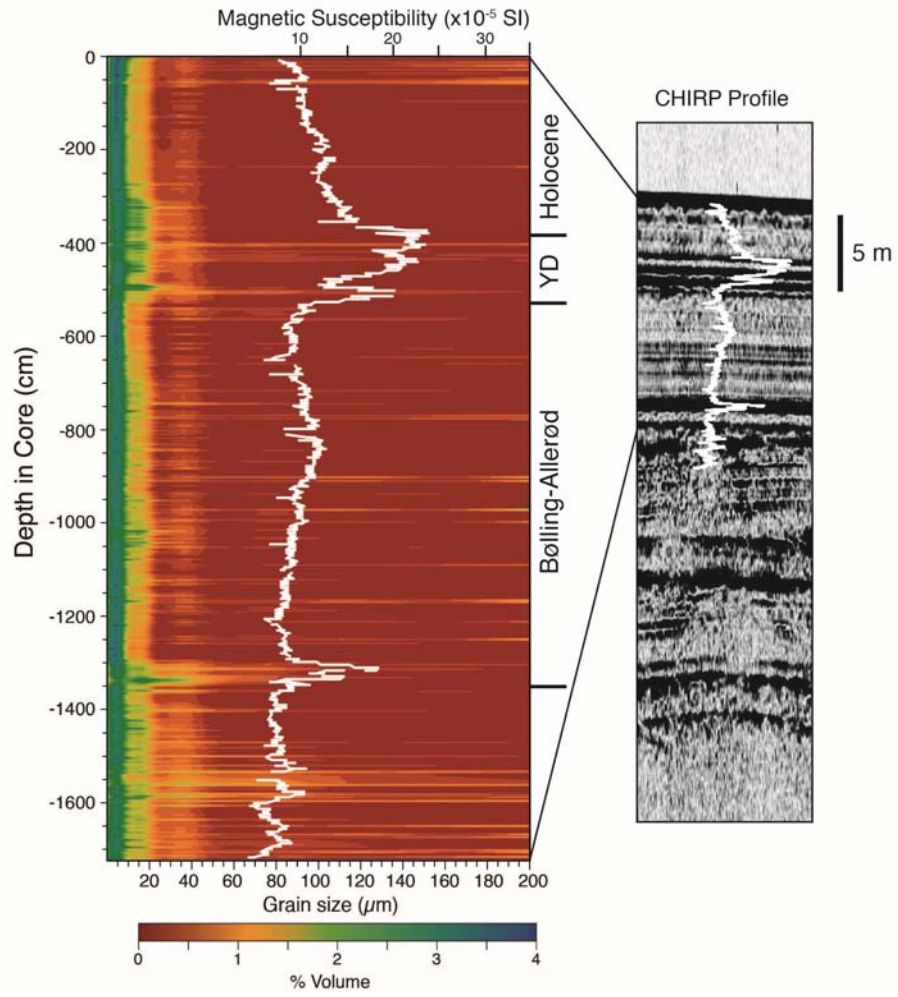 Magnetic Susceptibility (x10⁻⁵ SI)
10 20 30
0
-200
-400
-600
-800
-1000
-1200
-1400
-1600
Depth in Core (cm)
Holocene
YD
Bølling-Allerød
20 40 60 80 100 120 140 160 180 200
Grain size (µm)
0 1 2 3 4
% Volume
CHIRP Profile
5 m